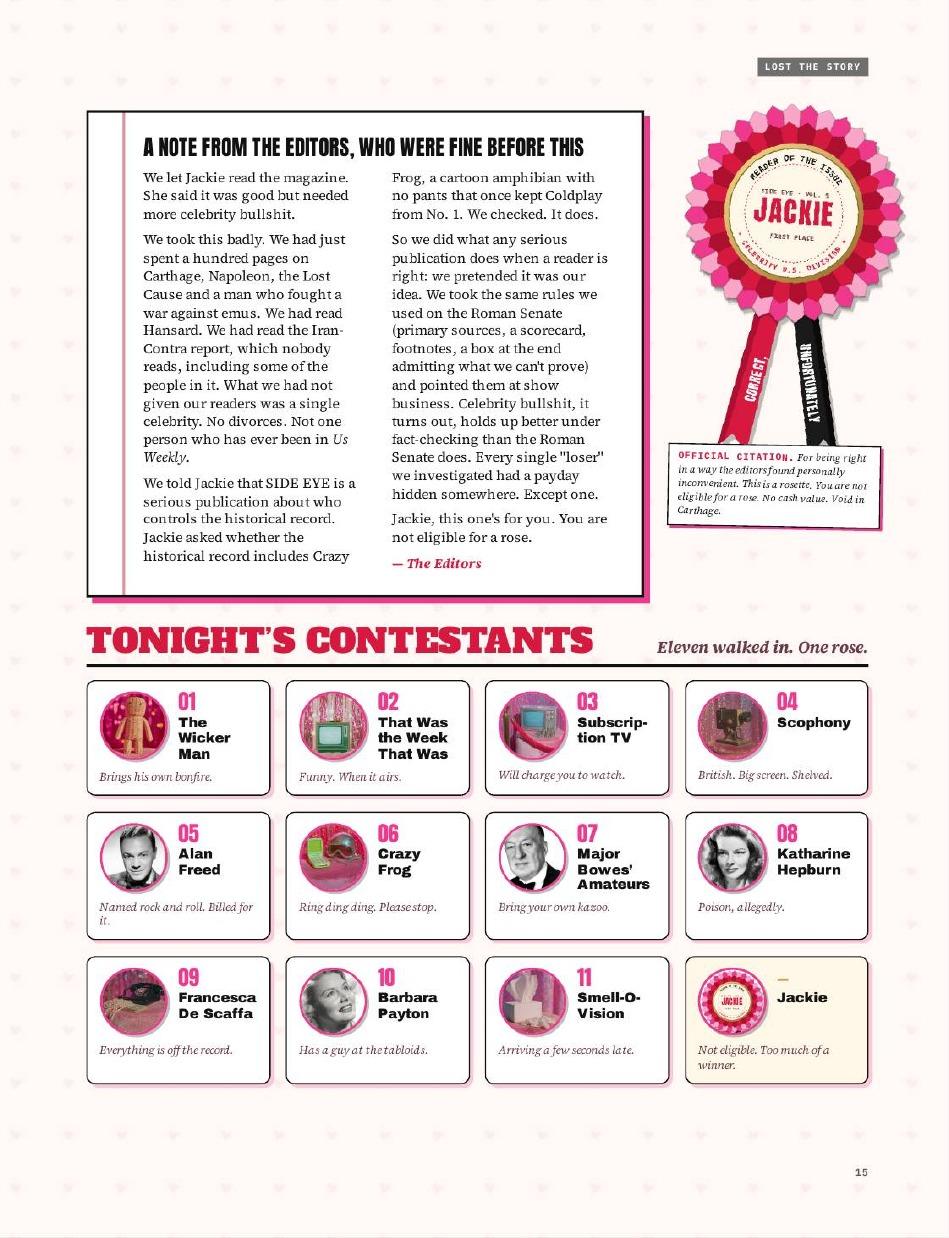 LOST THE STORY
A NOTE FROM THE EDITORS, WHO WERE FINE BEFORE THIS
We let Jackie read the magazine.
She said it was good but needed
more celebrity bullshit.
We took this badly. We had just
spent a hundred pages on
Carthage, Napoleon, the Lost
Cause and a man who fought a
war against emus. We had read
Hansard. We had read the Iran-
Contra report, which nobody
reads, including some of the
people in it. What we had not
given our readers was a single
celebrity. No divorces. Not one
person who has ever been in Us
Weekly.
We told Jackie that SIDE EYE is a
serious publication about who
controls the historical record.
Jackie asked whether the
historical record includes Crazy
Frog, a cartoon amphibian with
no pants that once kept Coldplay
from No. 1. We checked. It does.
So we did what any serious
publication does when a reader is
right: we pretended it was our
idea. We took the same rules we
used on the Roman Senate
(primary sources, a scorecard,
footnotes, a box at the end
admitting what we can't prove)
and pointed them at show
business. Celebrity bullshit, it
turns out, holds up better under
fact-checking than the Roman
Senate does. Every single "loser"
we investigated had a payday
hidden somewhere. Except one.
Jackie, this one's for you. You are
not eligible for a rose.
— The Editors
READER OF THE ISSUE
SIDE EYE · VOL. 5
JACKIE
FIRST PLACE
* CELEBRITY B.S. DIVISION *
CORRECT,
UNFORTUNATELY
OFFICIAL CITATION. For being right
in a way the editors found personally
inconvenient. This is a rosette. You are not
eligible for a rose. No cash value. Void in
Carthage.
TONIGHT'S CONTESTANTS
Eleven walked in. One rose.
01
The
Wicker
Man
Brings his own bonfire.
02
That Was
the Week
That Was
Funny. When it airs.
03
Subscrip-
tion TV
Will charge you to watch.
04
Scophony
British. Big screen. Shelved.
05
Alan
Freed
Named rock and roll. Billed for
it.
06
Crazy
Frog
Ring ding ding. Please stop.
07
Major
Bowes'
Amateurs
Bring your own kazoo.
08
Katharine
Hepburn
Poison, allegedly.
09
Francesca
De Scaffa
Everything is off the record.
10
Barbara
Payton
Has a guy at the tabloids.
11
Smell-O-
Vision
Arriving a few seconds late.
JACKIE
—
Jackie
Not eligible. Too much of a
winner.
15